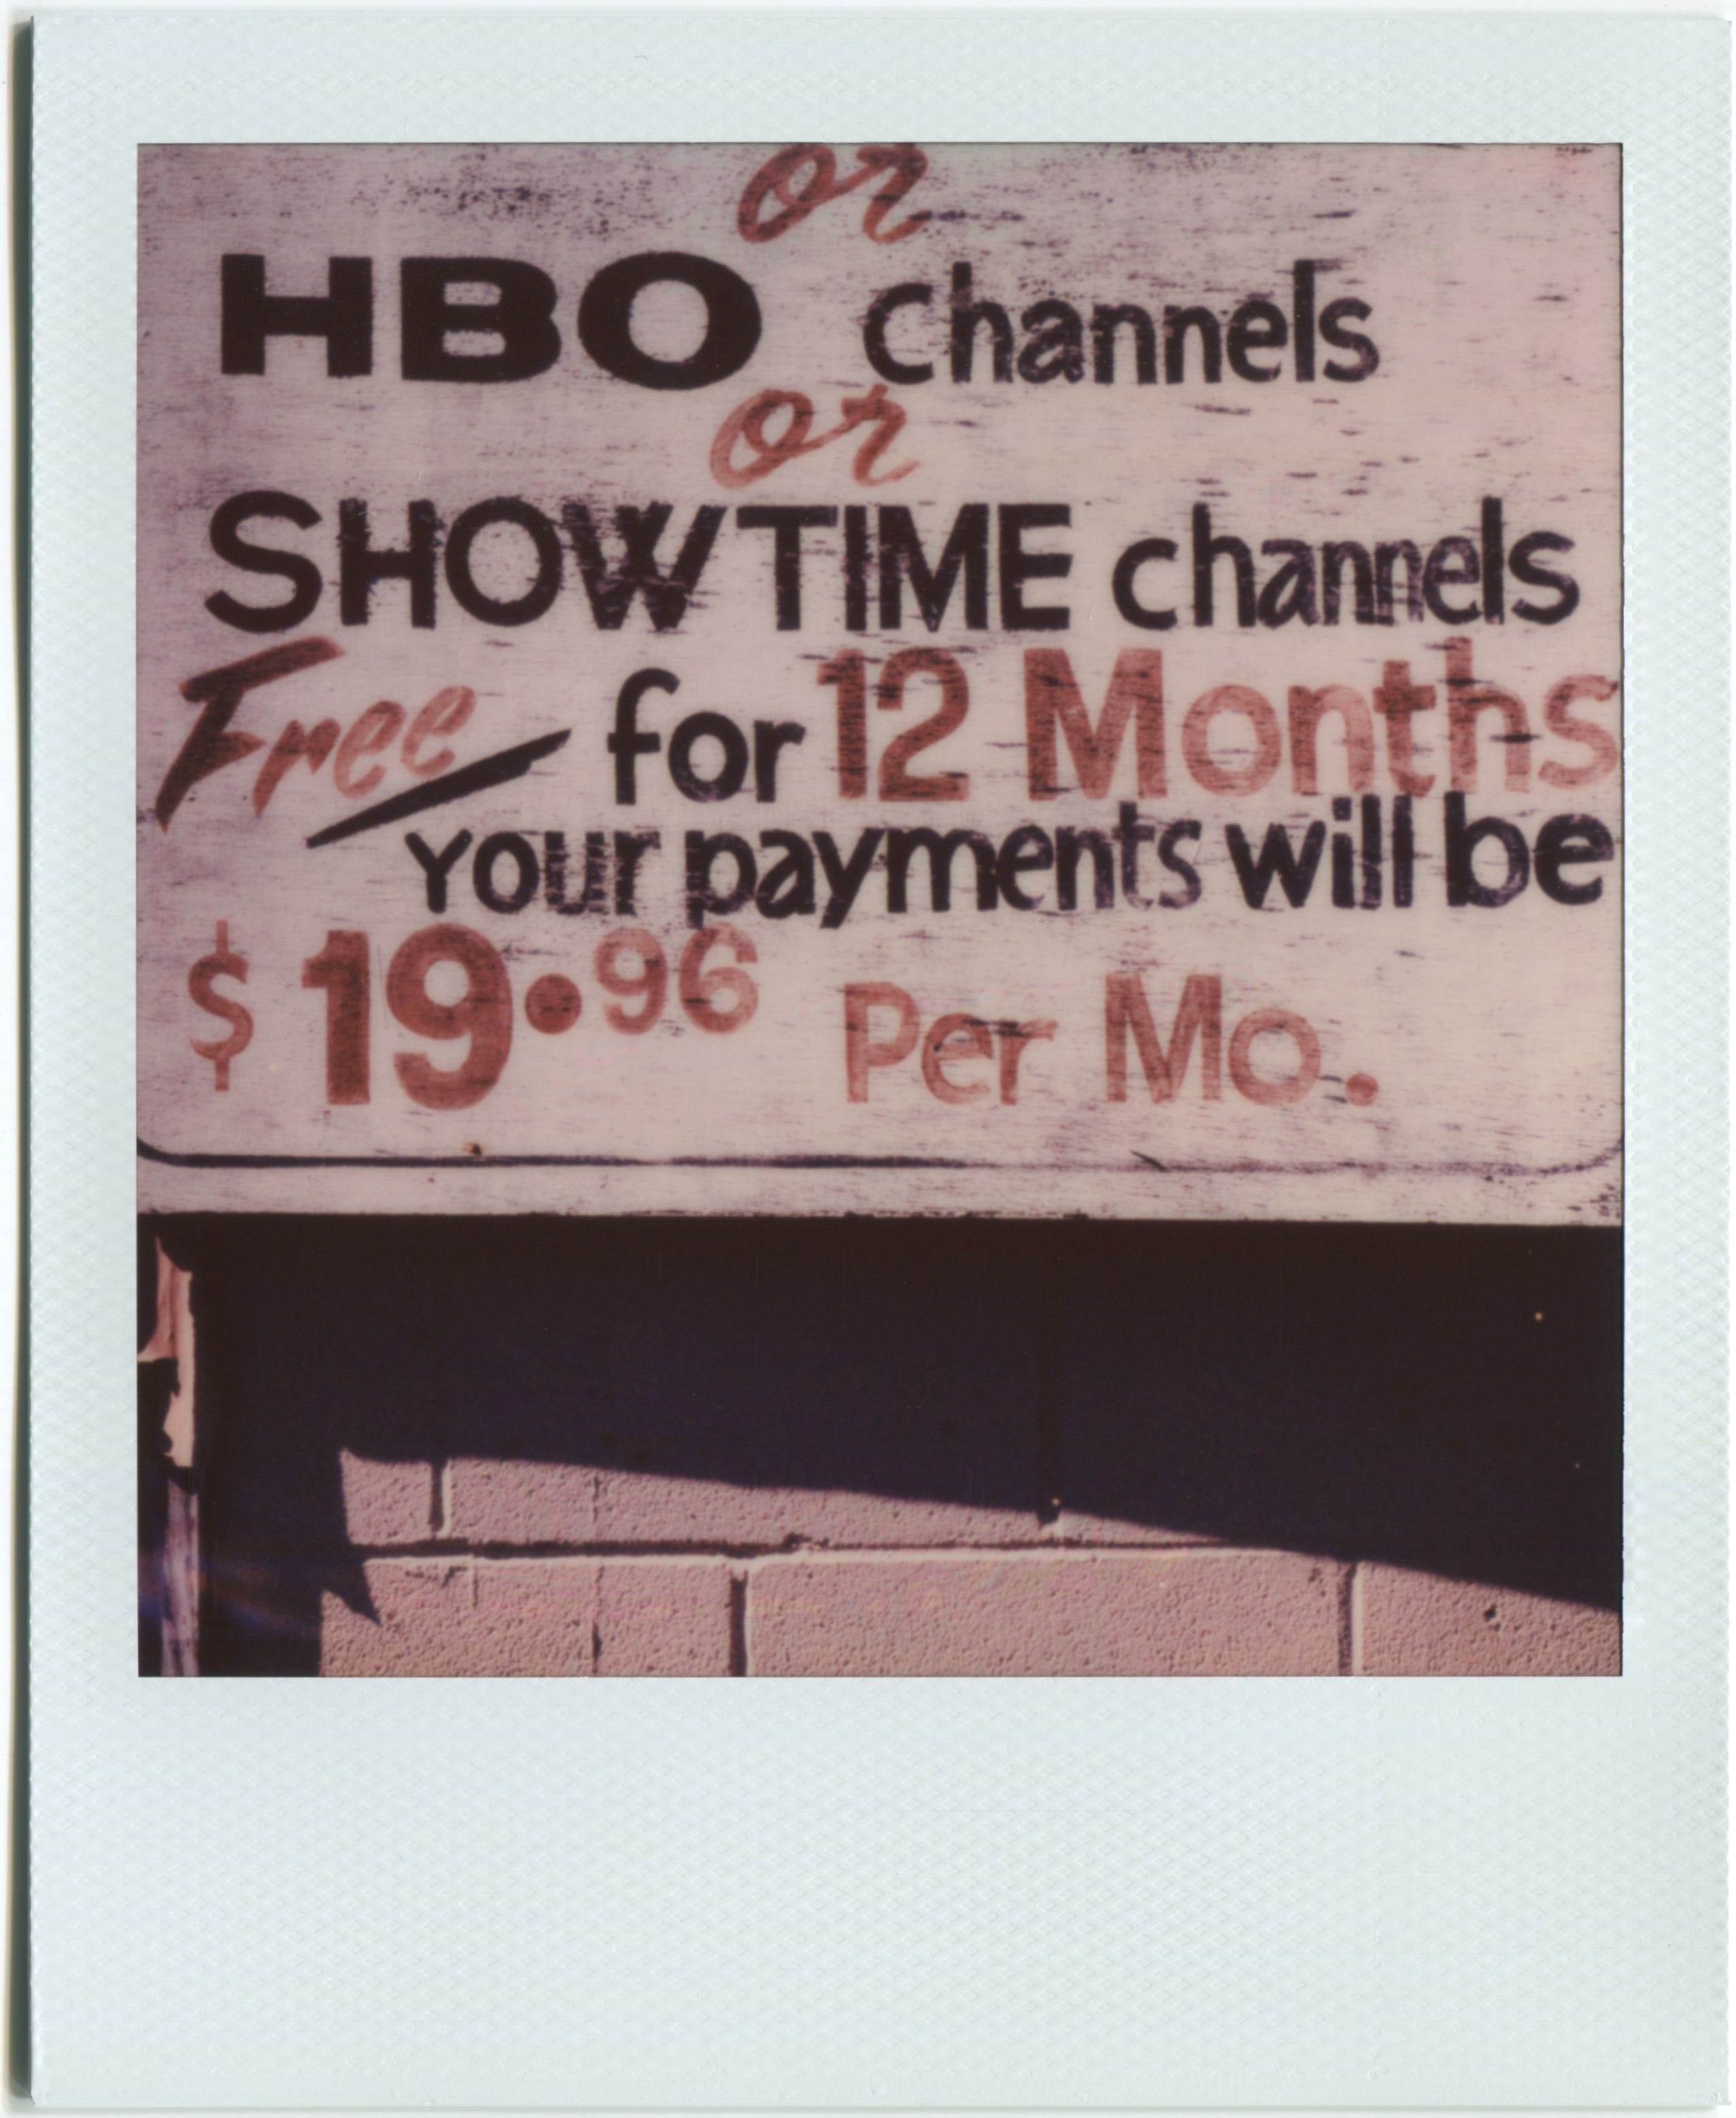 or
HBO channels
or
SHOWTIME channels
Free for 12 Months
your payments will be
$19.96 Per Mo.